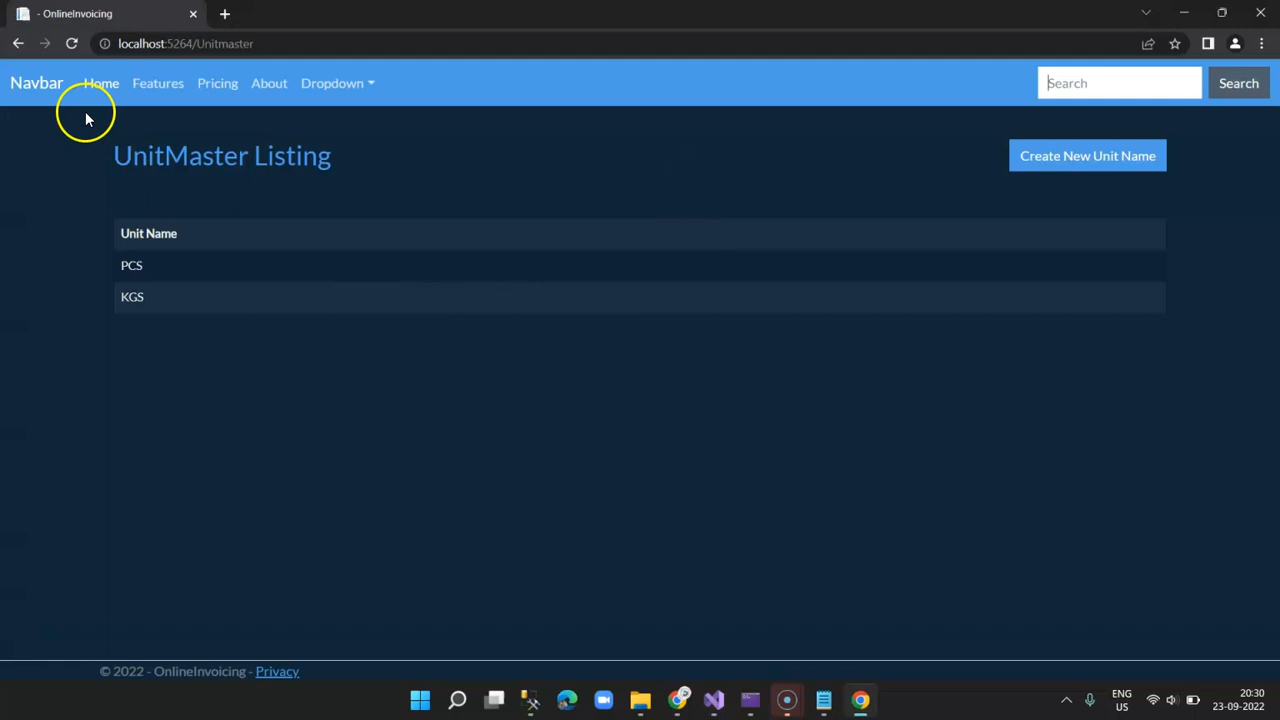 - OnlineInvoicing
localhost:5264/Unitmaster
Navbar Home Features Pricing About Dropdown Search Search
UnitMaster Listing Create New Unit Name
Unit Name
PCS
KGS
© 2022 - OnlineInvoicing - Privacy
ENG 20:30
US 23-09-2022